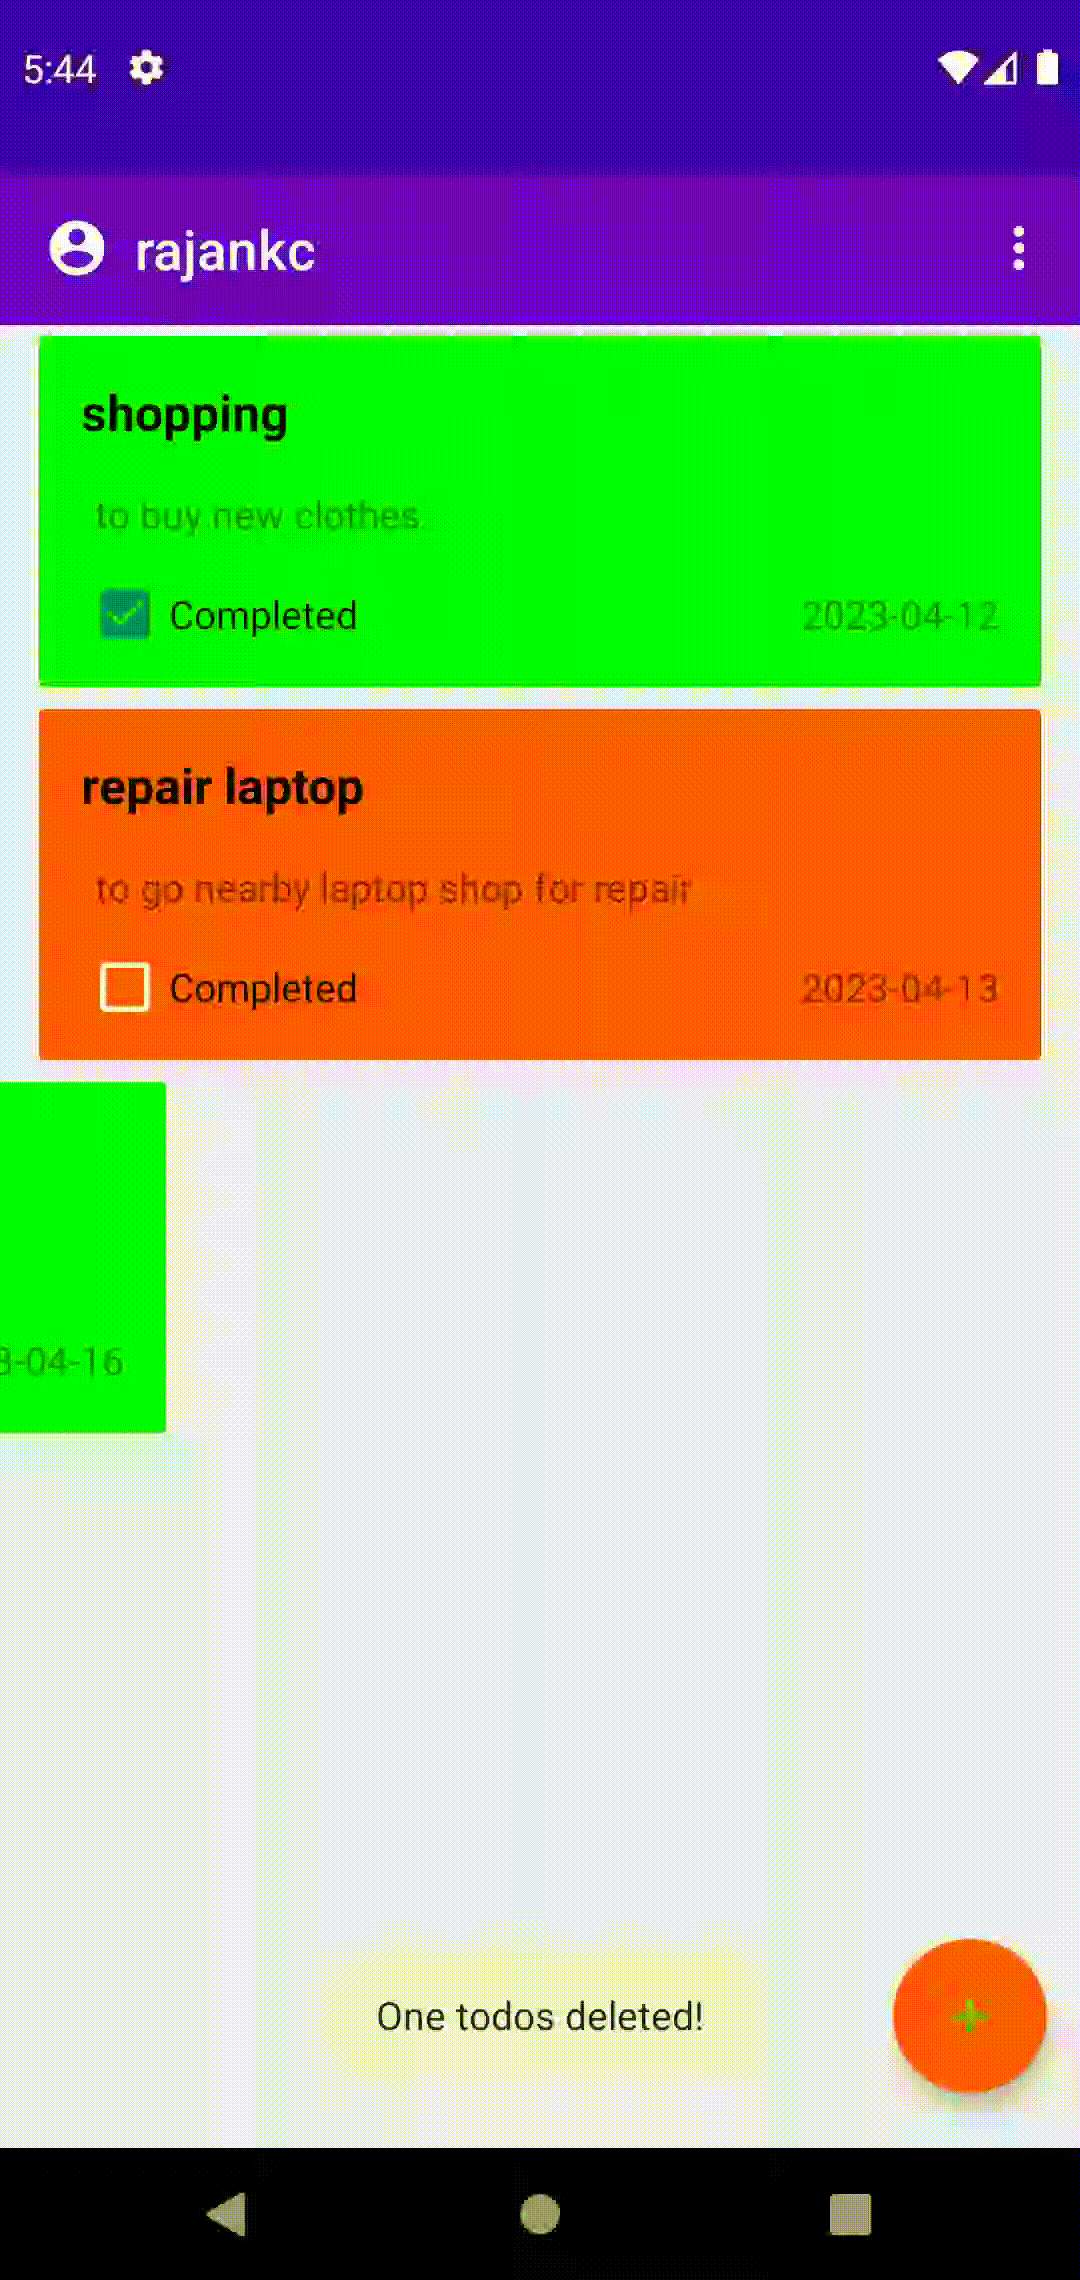 5:44
rajankc
shopping
to buy new clothes.
Completed 2023-04-12
repair laptop
to go nearby laptop shop for repair
Completed 2023-04-13
3-04-16
One todos deleted!
+